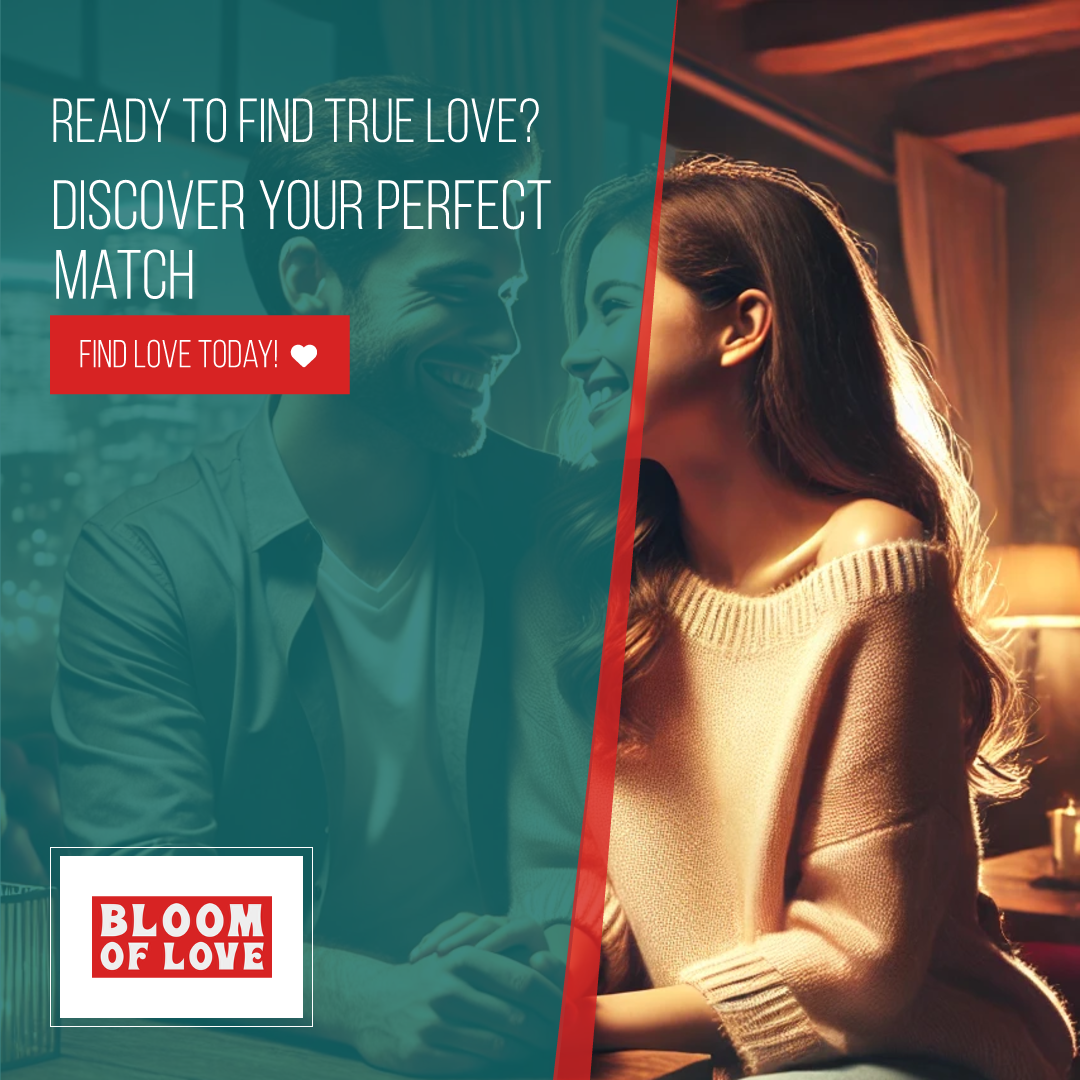 READY TO FIND TRUE LOVE?
DISCOVER YOUR PERFECT
MATCH
FIND LOVE TODAY!
BLOOM
OF LOVE